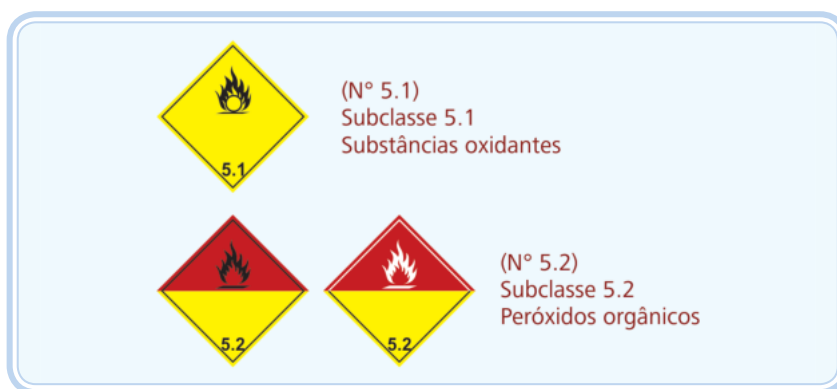 (N° 5.1)
Subclasse 5.1
Substâncias oxidantes
5.1
(N° 5.2)
Subclasse 5.2
Peróxidos orgânicos
5.2
5.2